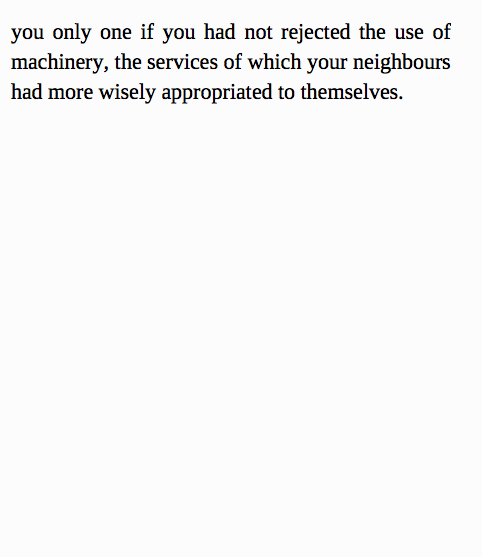 you only one if you had not rejected the use of
machinery, the services of which your neighbours
had more wisely appropriated to themselves.